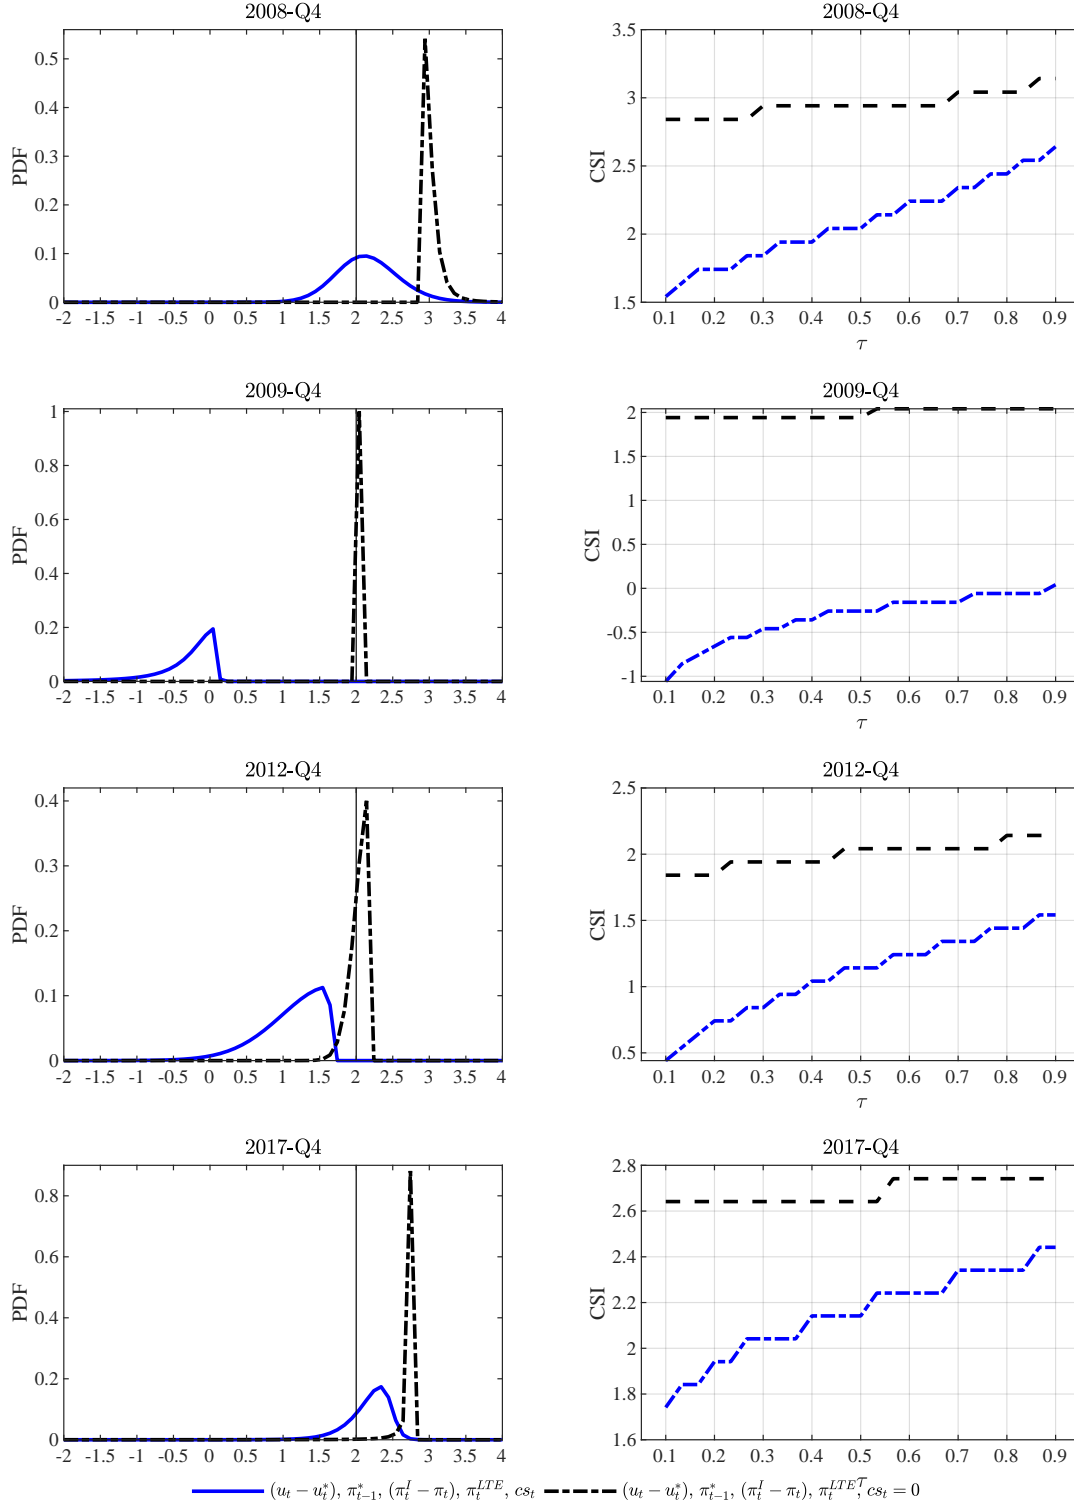 2008-Q4
PDF
0.5
0.4
0.3
0.2
0.1
0
-2 -1.5 -1 -0.5 0 0.5 1 1.5 2 2.5 3 3.5 4
2008-Q4
CSI
3.5
3
2.5
2
1.5
0.1 0.2 0.3 0.4 0.5 0.6 0.7 0.8 0.9
τ
2009-Q4
PDF
1
0.8
0.6
0.4
0.2
0
-2 -1.5 -1 -0.5 0 0.5 1 1.5 2 2.5 3 3.5 4
2009-Q4
CSI
2
1.5
1
0.5
0
-0.5
-1
0.1 0.2 0.3 0.4 0.5 0.6 0.7 0.8 0.9
τ
2012-Q4
PDF
0.4
0.3
0.2
0.1
0
-2 -1.5 -1 -0.5 0 0.5 1 1.5 2 2.5 3 3.5 4
2012-Q4
CSI
2.5
2
1.5
1
0.5
0.1 0.2 0.3 0.4 0.5 0.6 0.7 0.8 0.9
τ
2017-Q4
PDF
0.8
0.6
0.4
0.2
0
-2 -1.5 -1 -0.5 0 0.5 1 1.5 2 2.5 3 3.5 4
2017-Q4
CSI
2.8
2.6
2.4
2.2
2
1.8
1.6
0.1 0.2 0.3 0.4 0.5 0.6 0.7 0.8 0.9
τ
(u_t − u_t^*), π_{t−1}^*, (π_t^I − π_t), π_t^{LTE}, cs_t
(u_t − u_t^*), π_{t−1}^*, (π_t^I − π_t), π_t^{LTE}, cs_t = 0